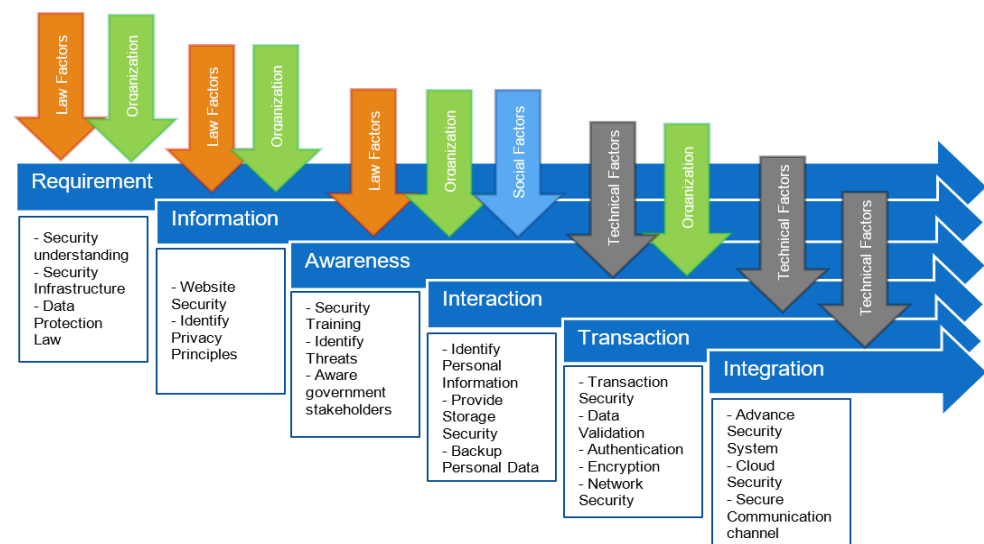 Law Factors
Organization
Law Factors
Organization
Law Factors
Organization
Social Factors
Technical Factors
Organization
Technical Factors
Technical Factors
Requirement
- Security
understanding
- Security
Infrastructure
- Data
Protection
Law
Information
- Website
Security
- Identify
Privacy
Principles
Awareness
- Security
Training
- Identify
Threats
- Aware
government
stakeholders
Interaction
- Identify
Personal
Information
- Provide
Storage
Security
- Backup
Personal Data
Transaction
- Transaction
Security
- Data
Validation
- Authentication
- Encryption
- Network
Security
Integration
- Advance
Security
System
- Cloud
Security
- Secure
Communication
channel